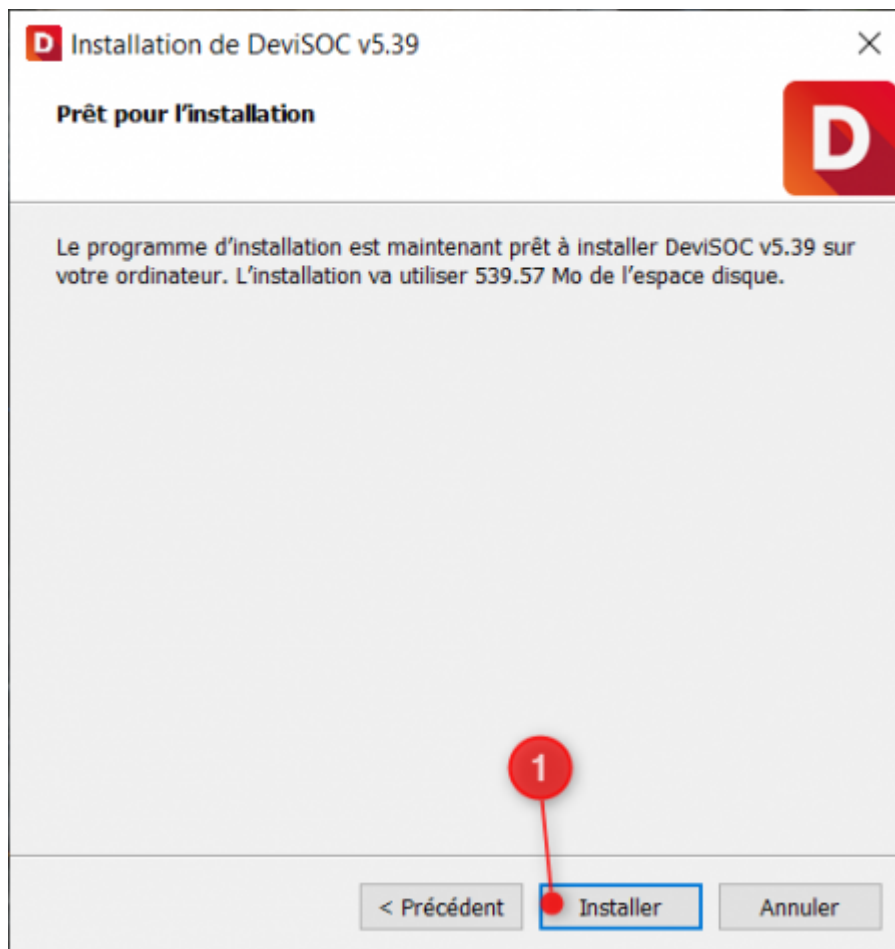 D Installation de DeviSOC v5.39
Prêt pour l'installation
D
Le programme d'installation est maintenant prêt à installer DeviSOC v5.39 sur
votre ordinateur. L'installation va utiliser 539.57 Mo de l'espace disque.
1
< Précédent Installer Annuler